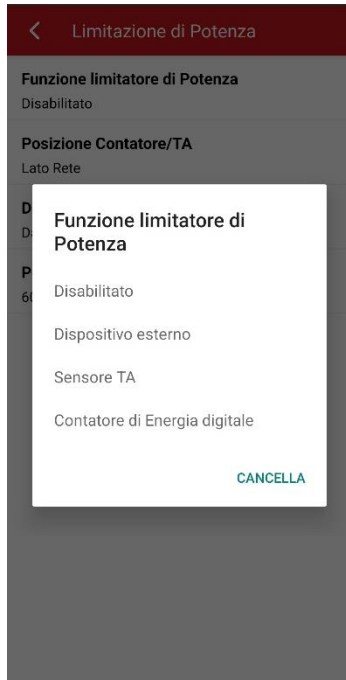 Limitazione di Potenza
Funzione limitatore di Potenza
Disabilitato
Posizione Contatore/TA
Lato Rete
D
D
P
60
Funzione limitatore di
Potenza
Disabilitato
Dispositivo esterno
Sensore TA
Contatore di Energia digitale
CANCELLA